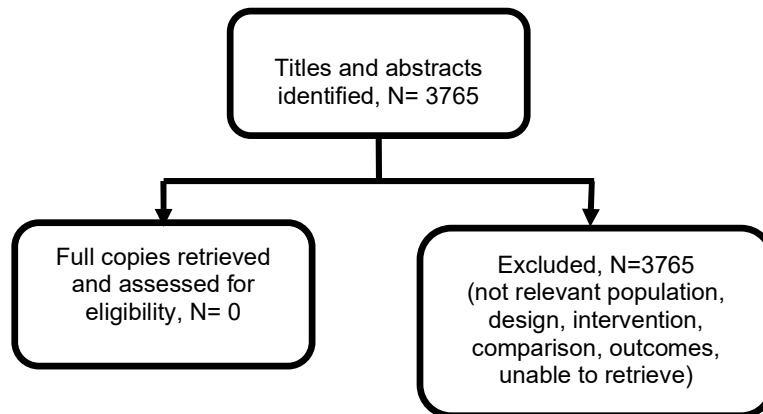 Titles and abstracts
identified, N= 3765
Full copies retrieved
and assessed for
eligibility, N= 0
Excluded, N=3765
(not relevant population,
design, intervention,
comparison, outcomes,
unable to retrieve)